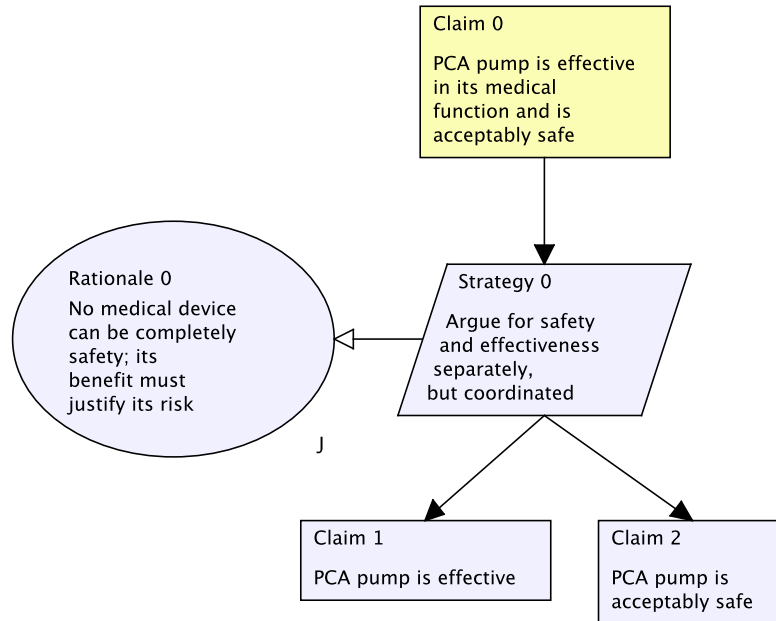 Claim 0
PCA pump is effective
in its medical
function and is
acceptably safe
Rationale 0
No medical device
can be completely
safety; its
benefit must
justify its risk
J
Strategy 0
Argue for safety
and effectiveness
separately,
but coordinated
Claim 1
PCA pump is effective
Claim 2
PCA pump is
acceptably safe